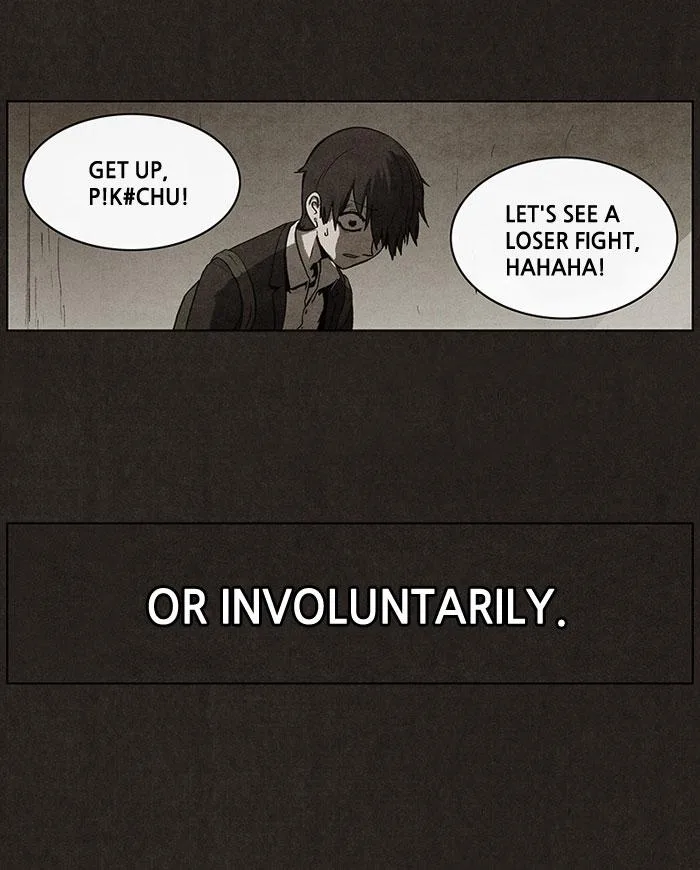 GET UP,
P!K#CHU!
LET'S SEE A
LOSER FIGHT,
HAHAHA!
OR INVOLUNTARILY.